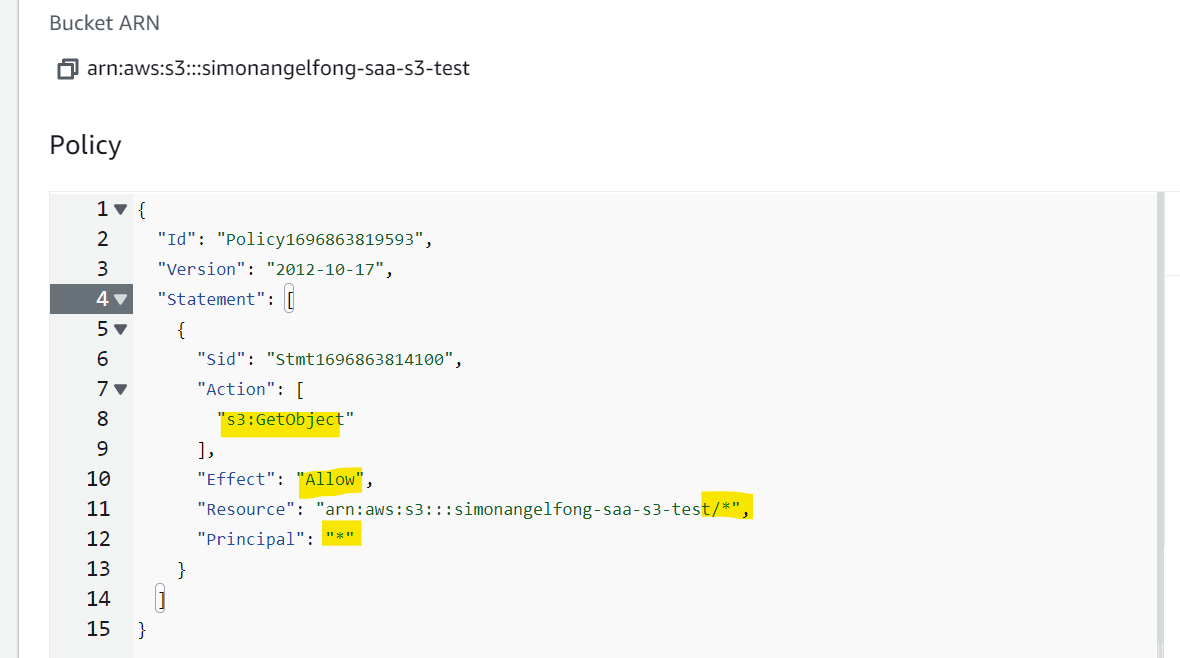 Bucket ARN
arn:aws:s3:::simonangelfong-saa-s3-test
Policy
1 {
2 "Id": "Policy1696863819593",
3 "Version": "2012-10-17",
4 "Statement": [
5 {
6 "Sid": "Stmt1696863814100",
7 "Action": [
8 "s3:GetObject"
9 ],
10 "Effect": "Allow",
11 "Resource": "arn:aws:s3:::simonangelfong-saa-s3-test/*",
12 "Principal": "*"
13 }
14 ]
15 }